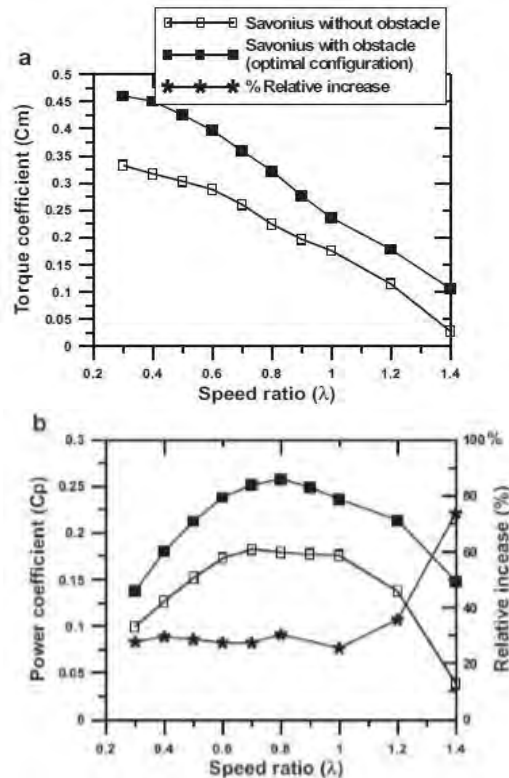 Savonius without obstacle
Savonius with obstacle
(optimal configuration)
% Relative increase
a
Torque coefficient (Cm)
0.5
0.45
0.4
0.35
0.3
0.25
0.2
0.15
0.1
0.05
0
0.2 0.4 0.6 0.8 1 1.2 1.4
Speed ratio (λ)
b
Power coefficient (Cp)
0.3
0.25
0.2
0.15
0.1
0.05
0
100%
80
60
40
20
0
Relative incease (%)
0.2 0.4 0.6 0.8 1 1.2 1.4
Speed ratio (λ)